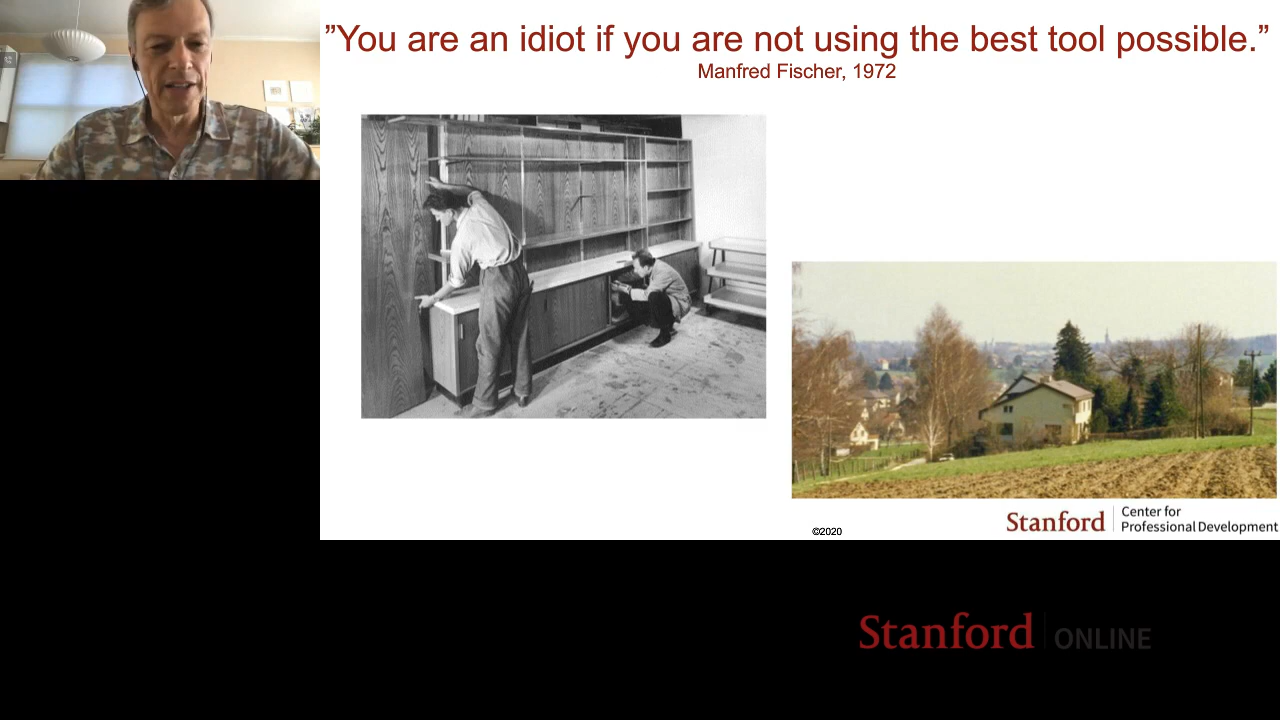 ”You are an idiot if you are not using the best tool possible.”
Manfred Fischer, 1972
©2020
Stanford
Center for
Professional Development
Stanford ONLINE